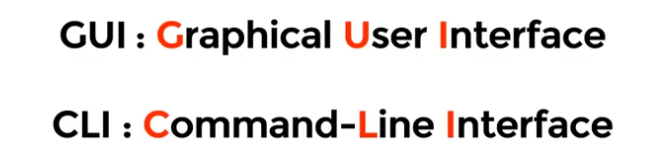 GUI : Graphical User Interface
CLI : Command-Line Interface